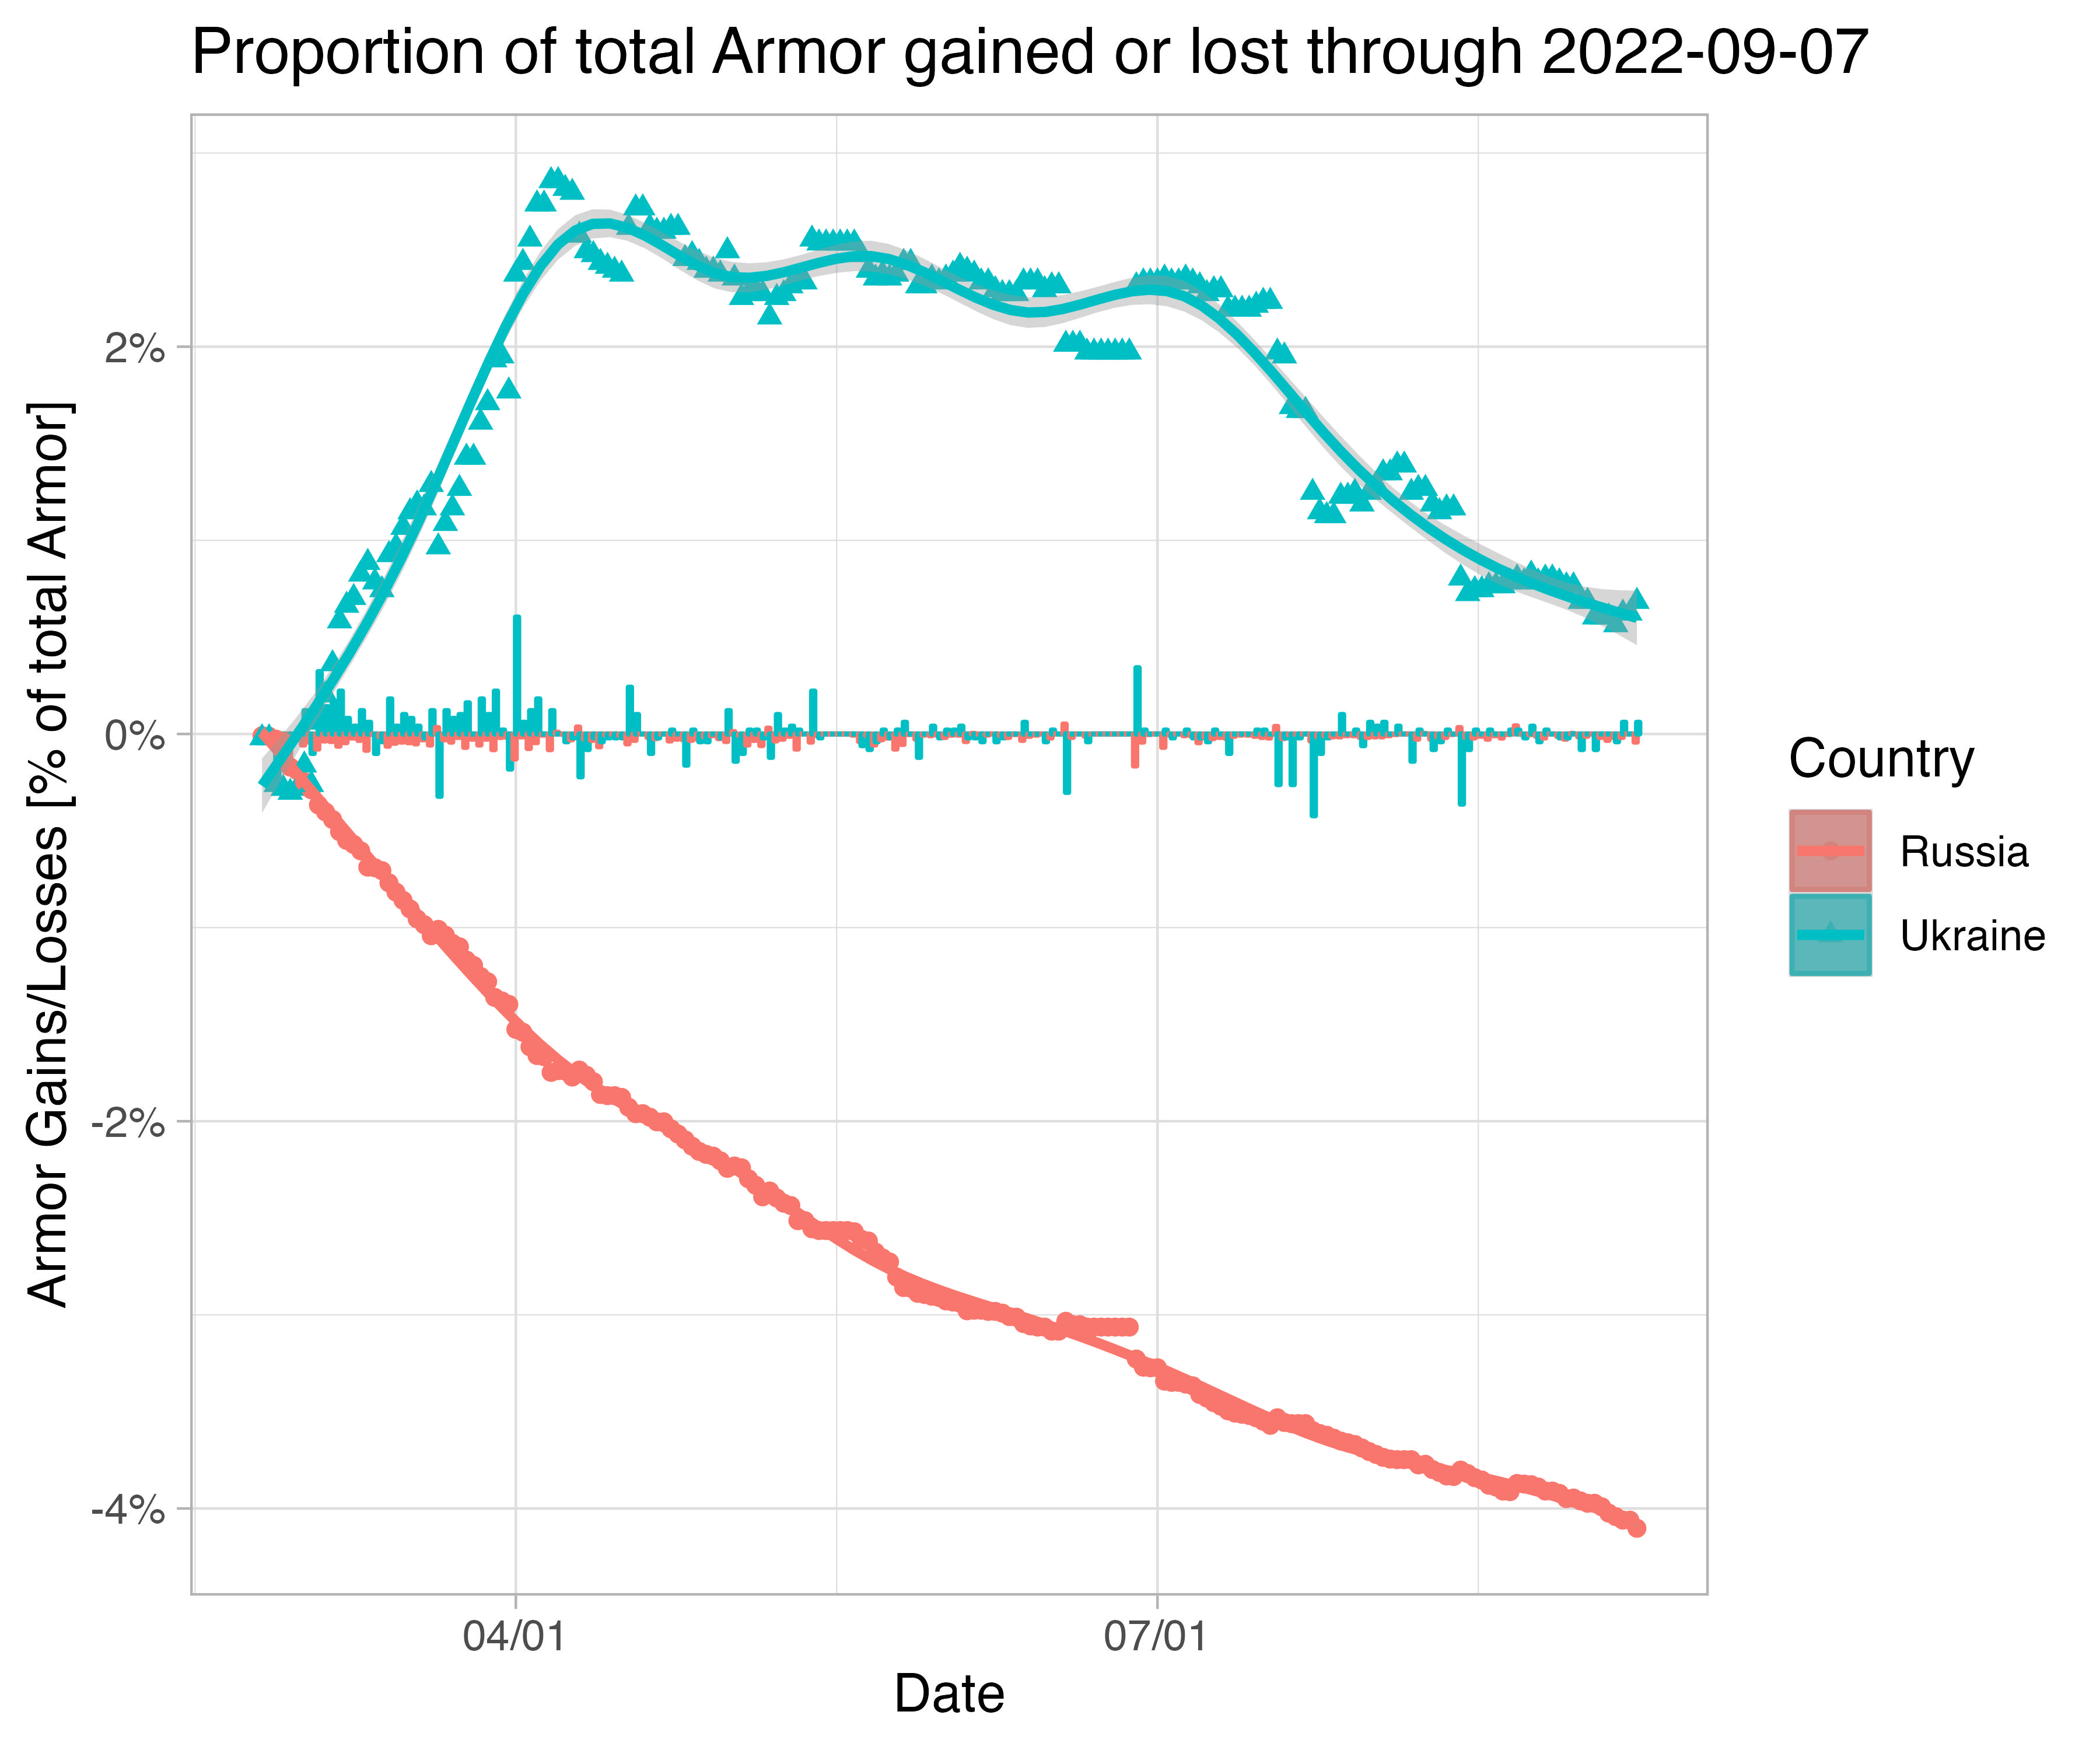 Proportion of total Armor gained or lost through 2022-09-07
Armor Gains/Losses [% of total Armor]
2%
0%
-2%
-4%
04/01
07/01
Date
Country
Russia
Ukraine